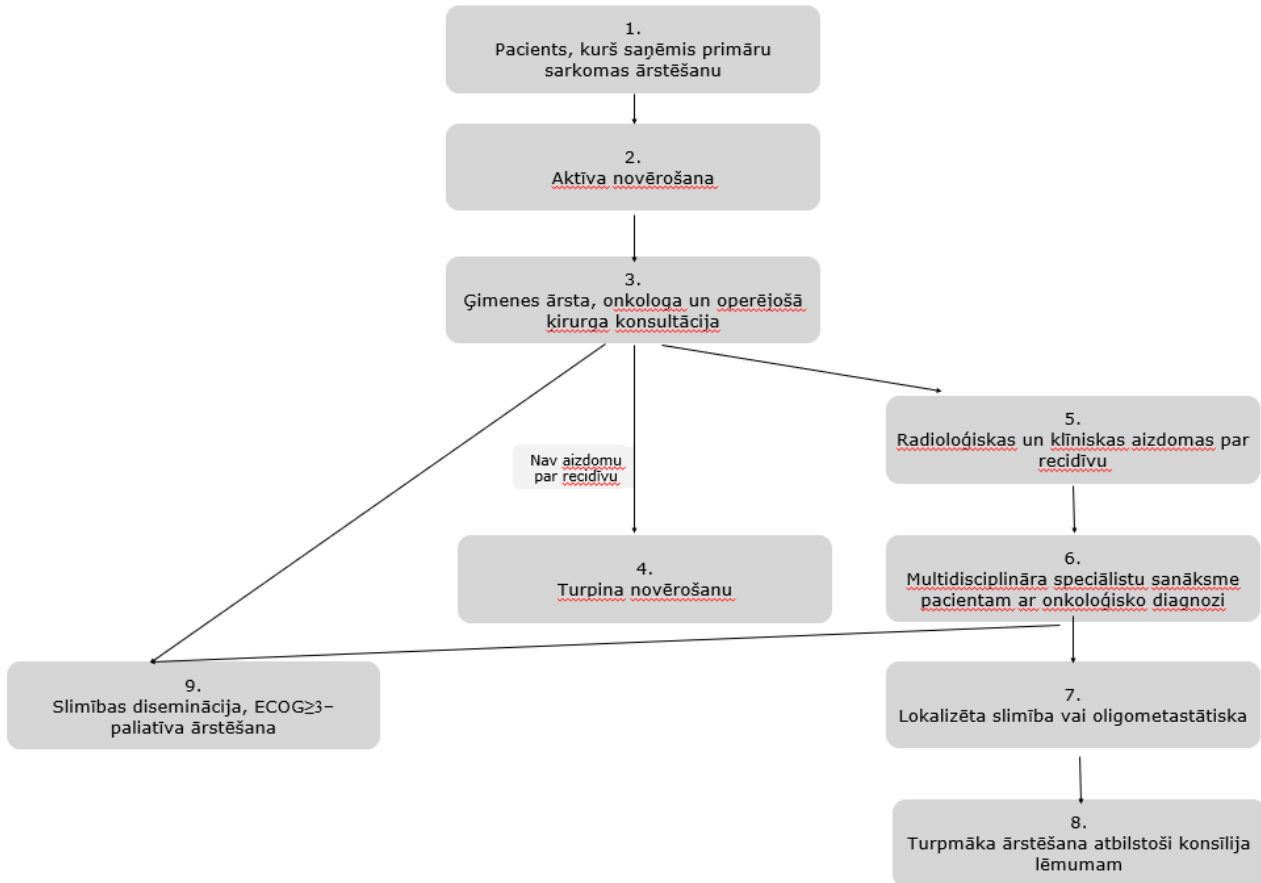 1.
Pacients, kurš saņēmis primāru
sarkomas ārstēšanu
2.
Aktīva novērošana
3.
Ģimenes ārsta, onkologa un operējošā
ķirurga konsultācija
Nav aizdomu
par recidīvu
4.
Turpina novērošanu
5.
Radioloģiskas un klīniskas aizdomas par
recidīvu
6.
Multidisciplināra speciālistu sanāksme
pacientam ar onkoloģisko diagnozi
7.
Lokalizēta slimība vai oligometastātiska
8.
Turpmāka ārstēšana atbilstoši konsīlija
lēmumam
9.
Slimības diseminācija, ECOG≥3–
paliatīva ārstēšana